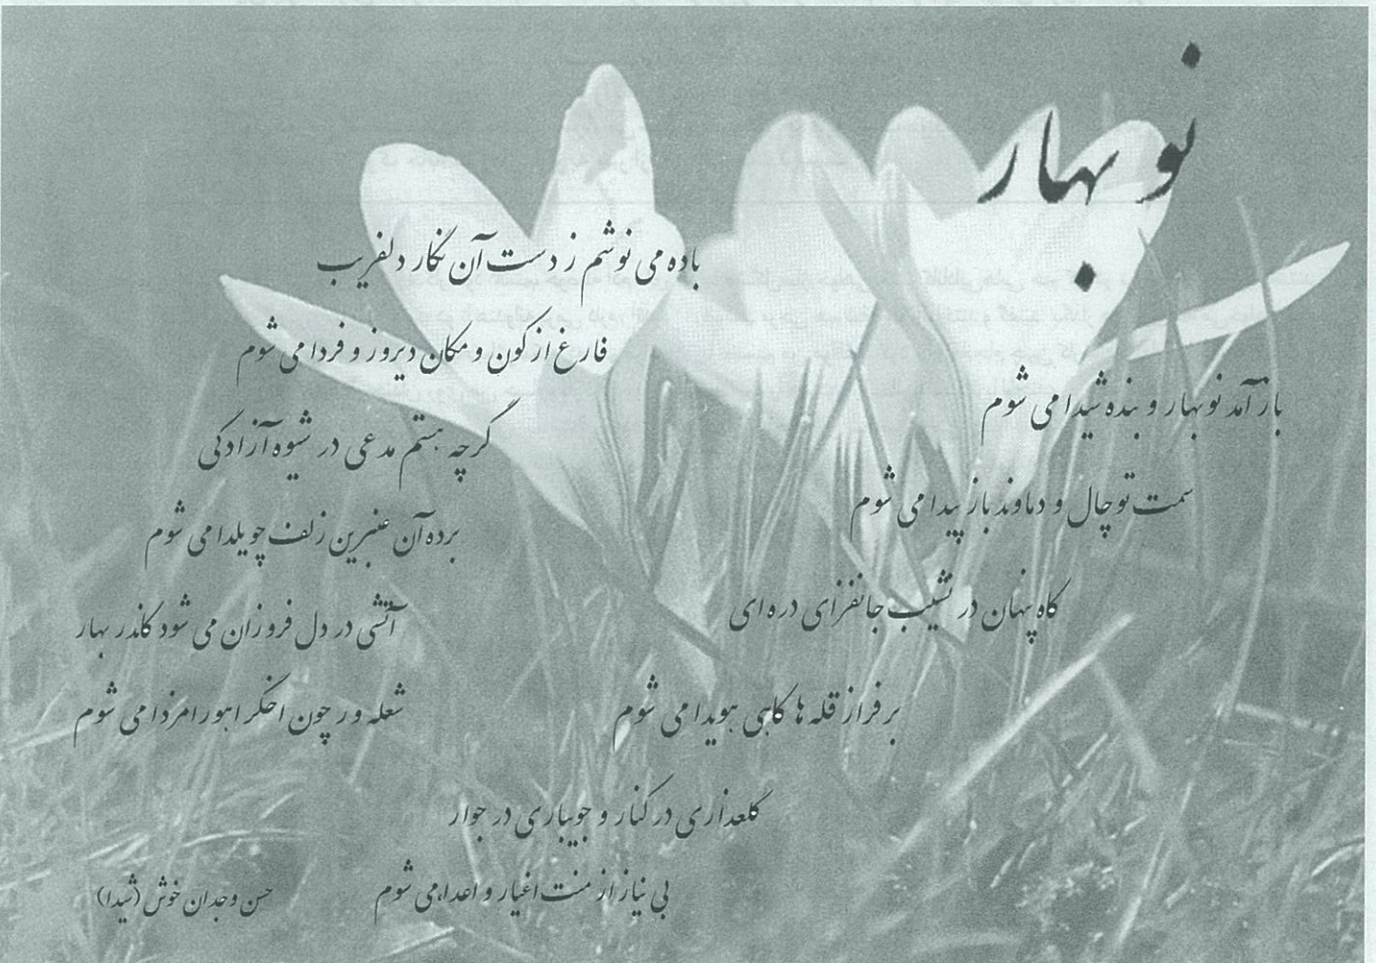 نوبهار
باز آمد نوبهار و بنده شیدا می شوم
سمت توچال و دماوند باز پیدا می شوم
گاه پنهان در نشیب جانفزای دره ای
بر فراز قله ها گاهی هویدا می شوم
گلعذاری در کنار و جویباری در جوار
بی نیاز از منت اغیار و اعدا می شوم
باده می نوشم ز دست آن نگار دلفریب
فارغ از کون و مکان دیروز و فردا می شوم
گرچه هستم مدعی در شیوه آزادگی
برده آن عنبرین زلف چو یلدا می شوم
آتشی در دل فروزان می شود کاندر بهار
شعله ور چون اخگر اهورامزدا می شوم
حسن وجدان خوش (شیدا)